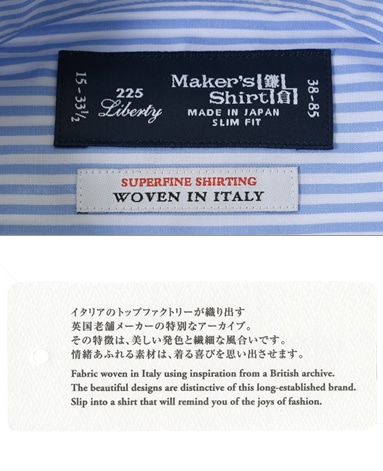 15-33½
225
Liberty
Maker's
Shirt 鎌倉
MADE IN JAPAN
SLIM FIT
38-85
SUPERFINE SHIRTING
WOVEN IN ITALY
イタリアのトップファクトリーが織り出す
英国老舗メーカーの特別なアーカイブ。
その特徴は、美しい発色と繊細な風合いです。
情緒あふれる素材は、着る喜びを思い出させます。
Fabric woven in Italy using inspiration from a British archive.
The beautiful designs are distinctive of this long-established brand.
Slip into a shirt that will remind you of the joys of fashion.